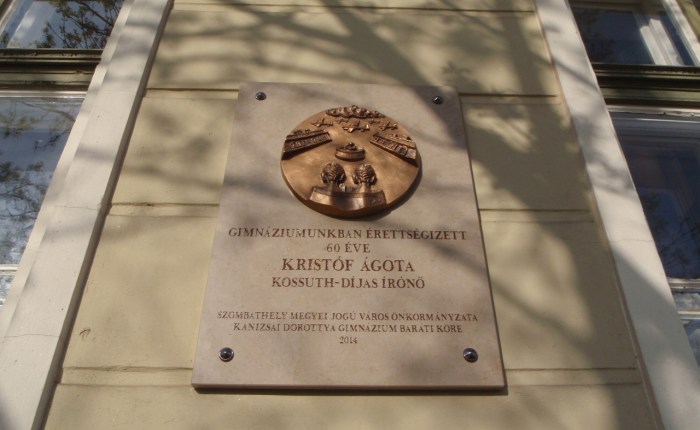 GIMNÁZIUMUNKBAN ÉRETTSÉGIZETT
60 ÉVE
KRISTÓF ÁGOTA
KOSSUTH-DÍJAS ÍRÓNŐ
SZOMBATHELY MEGYEI JOGÚ VÁROS ÖNKORMÁNYZATA
KANIZSAI DOROTTYA GIMNÁZIUM BARÁTI KÖRE
2014